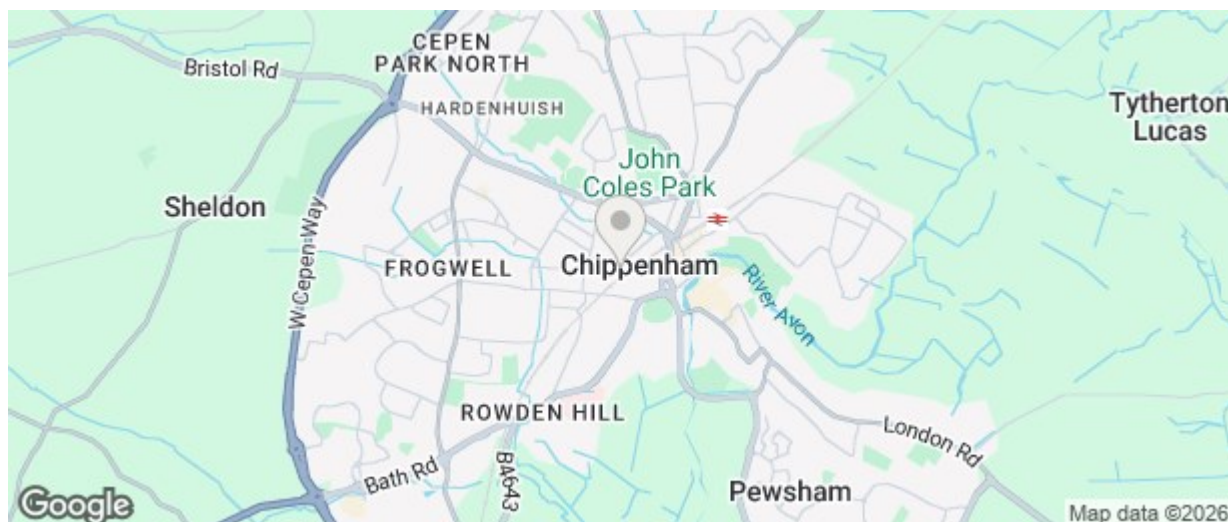 CEPEN
PARK NORTH
Bristol Rd
HARDENHUISH
Tytherton
Lucas
John
Coles Park
Sheldon
W Cepen Way
FROGWELL
Chippenham
River Avon
ROWDEN HILL
London Rd
Bath Rd
B4643
Pewsham
Google
Map data ©2026